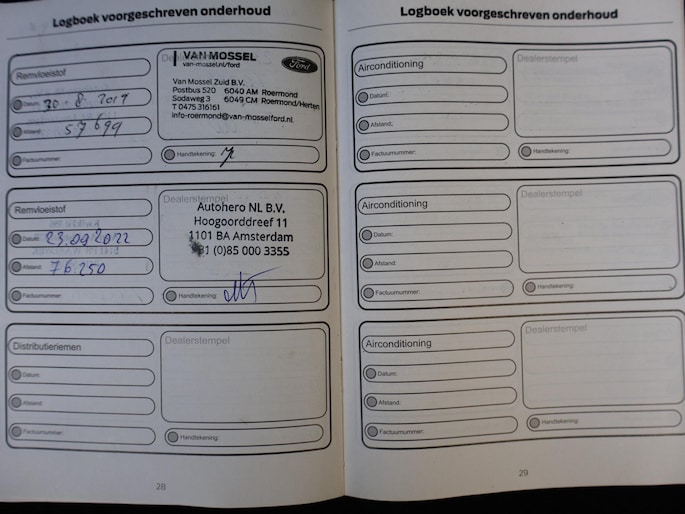 Logboek voorgeschreven onderhoud
Remvloeistof
Datum: 30-8-2019
Afstand: 57699
Factuurnummer:
Dealerstempel
VAN MOSSEL
van-mossel.nl/ford
Ford
Van Mossel Zuid B.V.
Postbus 520 6040 AM Roermond
Sodaweg 3 6049 CM Roermond/Herten
T 0475 316161
info-roermond@van-mosselford.nl
Handtekening:
Remvloeistof
Datum: 23.09.2022
Afstand: 76.250
Factuurnummer:
Dealerstempel
Autohero NL B.V.
Hoogoorddreef 11
1101 BA Amsterdam
+31 (0)85 000 3355
Handtekening:
Distributieriemen
Datum:
Afstand:
Factuurnummer:
Dealerstempel
Handtekening:
28
Logboek voorgeschreven onderhoud
Airconditioning
Datum:
Afstand:
Factuurnummer:
Dealerstempel
Handtekening:
Airconditioning
Datum:
Afstand:
Factuurnummer:
Dealerstempel
Handtekening:
Airconditioning
Datum:
Afstand:
Factuurnummer:
Dealerstempel
Handtekening:
29